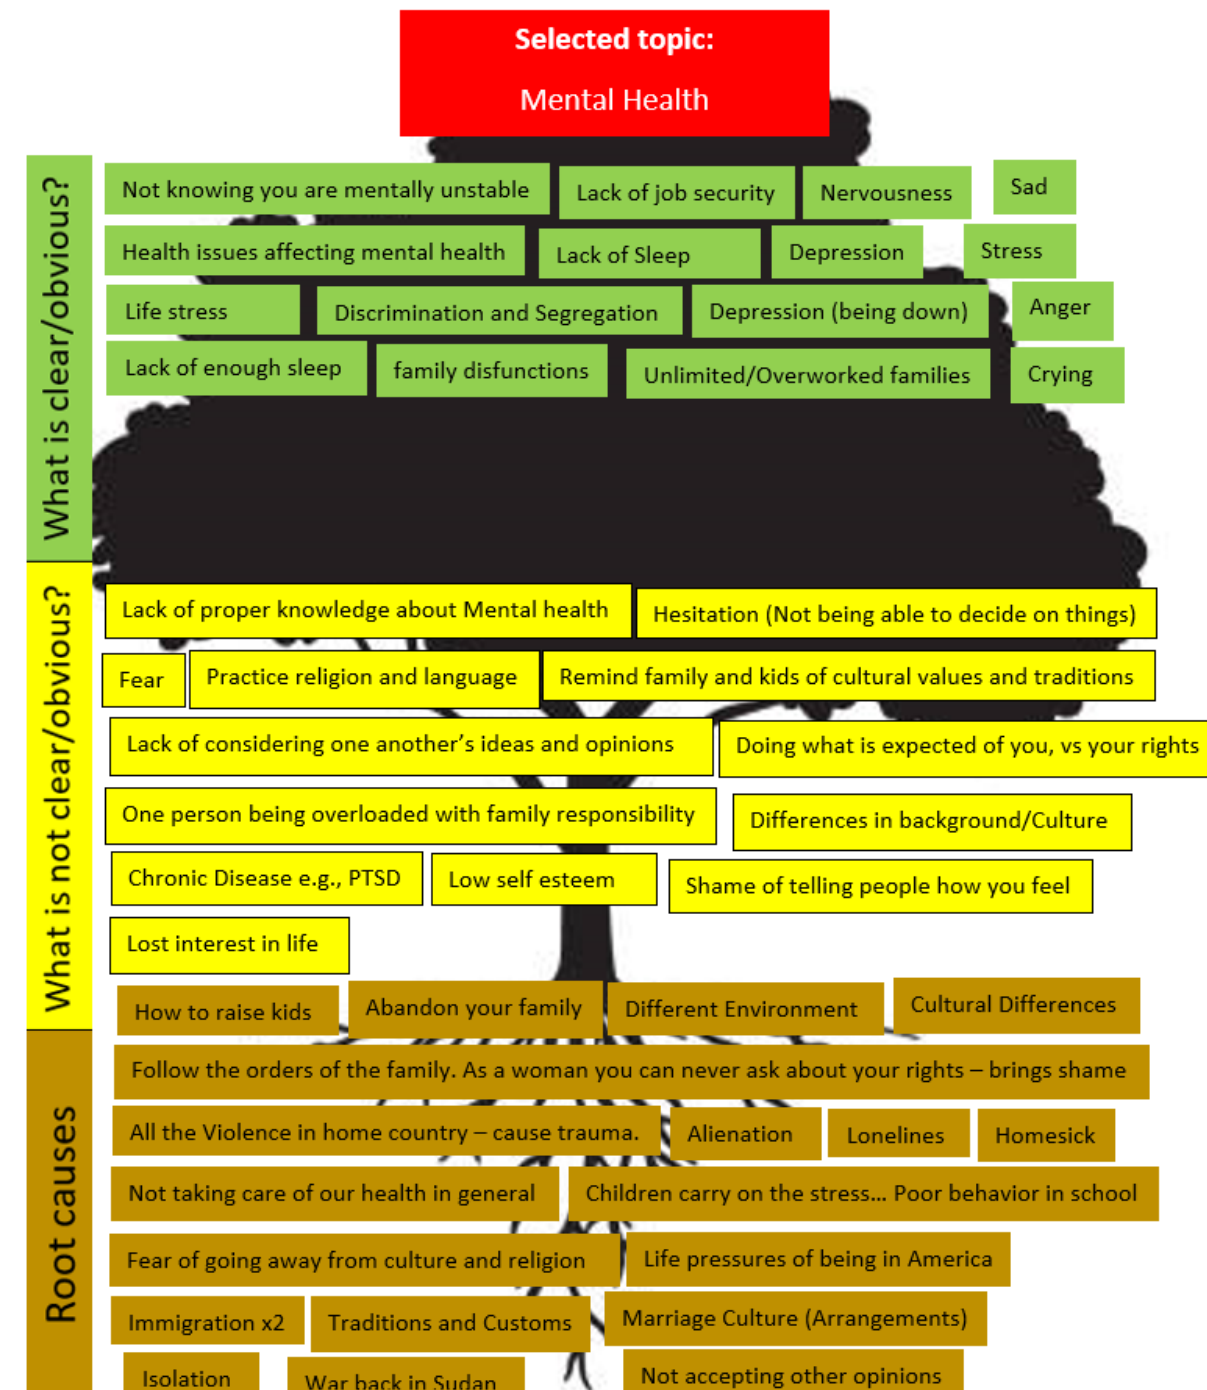 Selected topic:
Mental Health
What is clear/obvious?
Not knowing you are mentally unstable
Lack of job security
Nervousness
Sad
Health issues affecting mental health
Lack of Sleep
Depression
Stress
Life stress
Discrimination and Segregation
Depression (being down)
Anger
Lack of enough sleep
family disfunctions
Unlimited/Overworked families
Crying
What is not clear/obvious?
Lack of proper knowledge about Mental health
Hesitation (Not being able to decide on things)
Fear
Practice religion and language
Remind family and kids of cultural values and traditions
Lack of considering one another’s ideas and opinions
Doing what is expected of you, vs your rights
One person being overloaded with family responsibility
Differences in background/Culture
Chronic Disease e.g., PTSD
Low self esteem
Shame of telling people how you feel
Lost interest in life
Root causes
How to raise kids
Abandon your family
Different Environment
Cultural Differences
Follow the orders of the family. As a woman you can never ask about your rights – brings shame
All the Violence in home country – cause trauma.
Alienation
Lonelines
Homesick
Not taking care of our health in general
Children carry on the stress… Poor behavior in school
Fear of going away from culture and religion
Life pressures of being in America
Immigration x2
Traditions and Customs
Marriage Culture (Arrangements)
Isolation
War back in Sudan
Not accepting other opinions